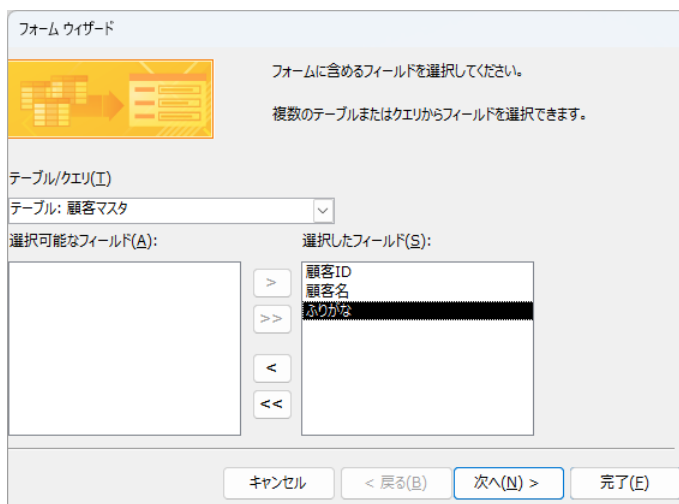 フォーム ウィザード
フォームに含めるフィールドを選択してください。
複数のテーブルまたはクエリからフィールドを選択できます。
テーブル/クエリ(T)
テーブル: 顧客マスタ
選択可能なフィールド(A):
選択したフィールド(S):
顧客ID
顧客名
ふりがな
>
>>
<
<<
キャンセル
< 戻る(B)
次へ(N) >
完了(F)